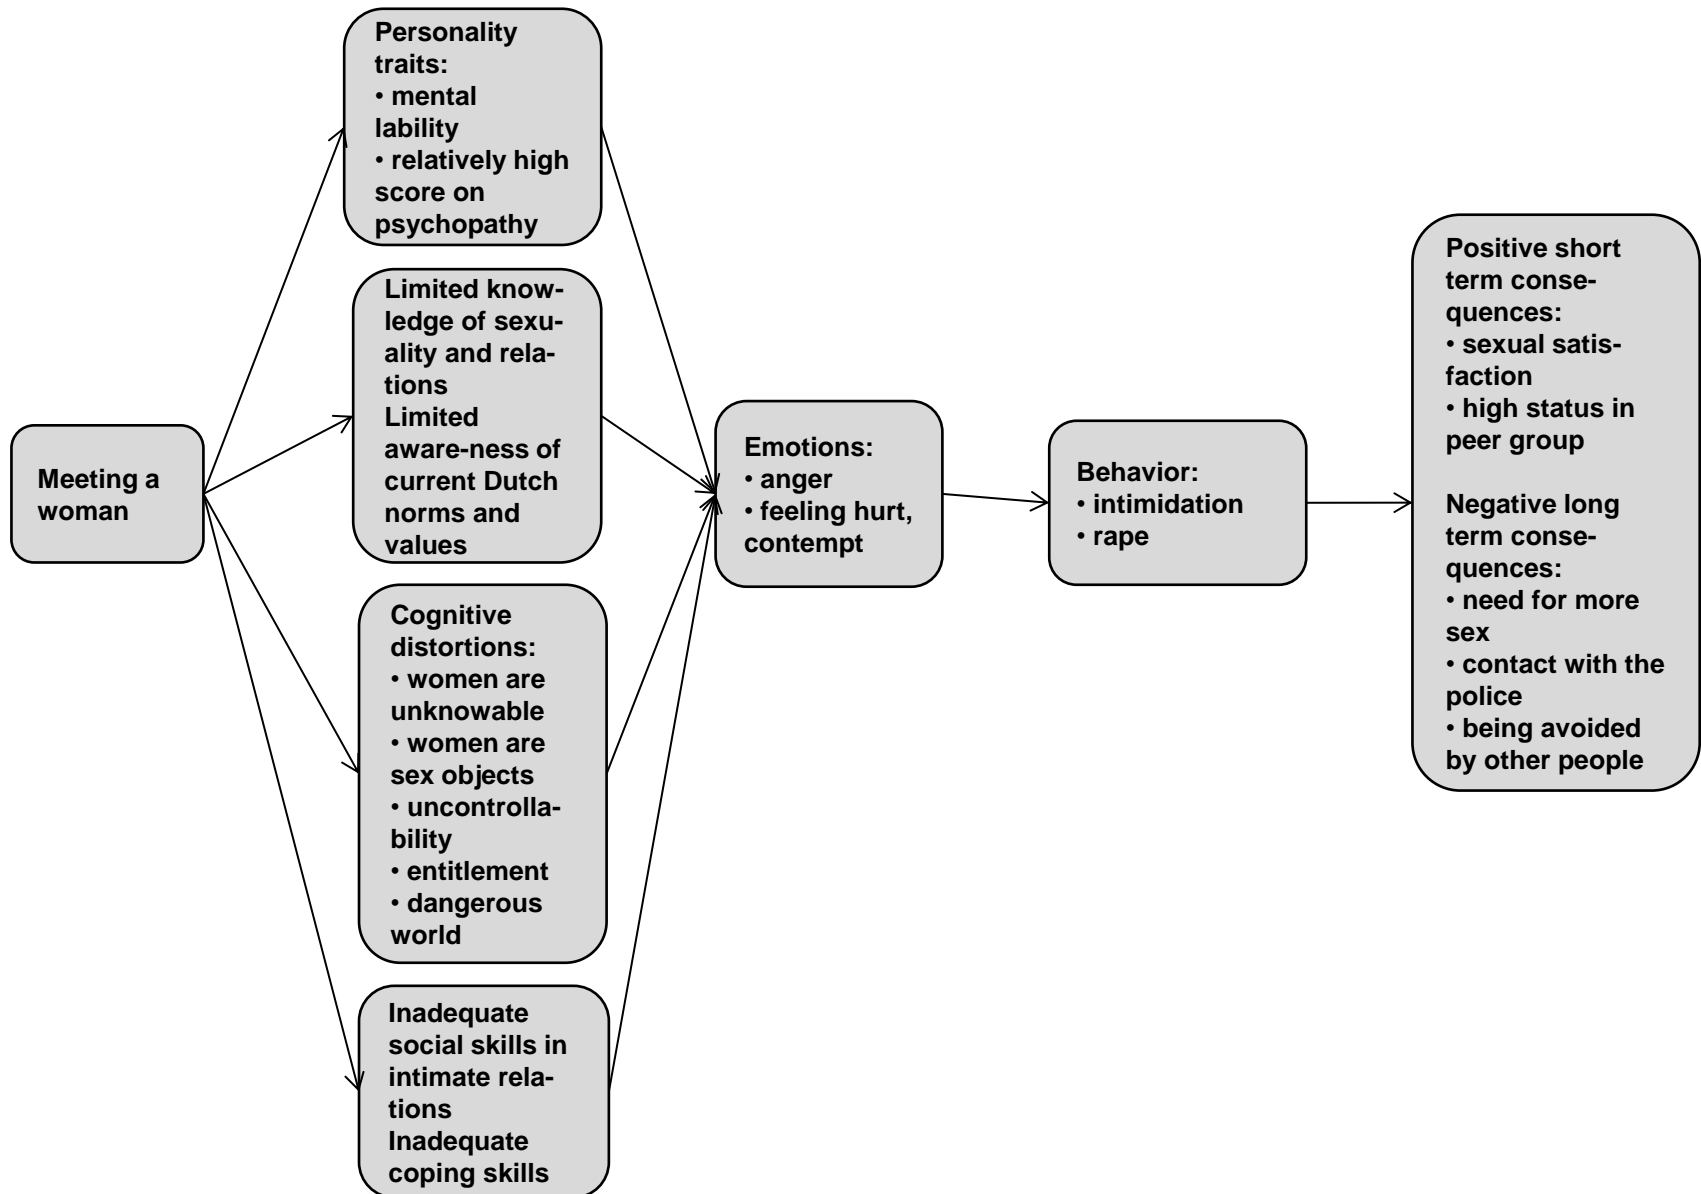 Meeting a
woman
Personality
traits:
• mental
lability
• relatively high
score on
psychopathy
Limited know-
ledge of sexu-
ality and rela-
tions
Limited
aware-ness of
current Dutch
norms and
values
Cognitive
distortions:
• women are
unknowable
• women are
sex objects
• uncontrolla-
bility
• entitlement
• dangerous
world
Inadequate
social skills in
intimate rela-
tions
Inadequate
coping skills
Emotions:
• anger
• feeling hurt,
contempt
Behavior:
• intimidation
• rape
Positive short
term conse-
quences:
• sexual satis-
faction
• high status in
peer group
Negative long
term conse-
quences:
• need for more
sex
• contact with the
police
• being avoided
by other people